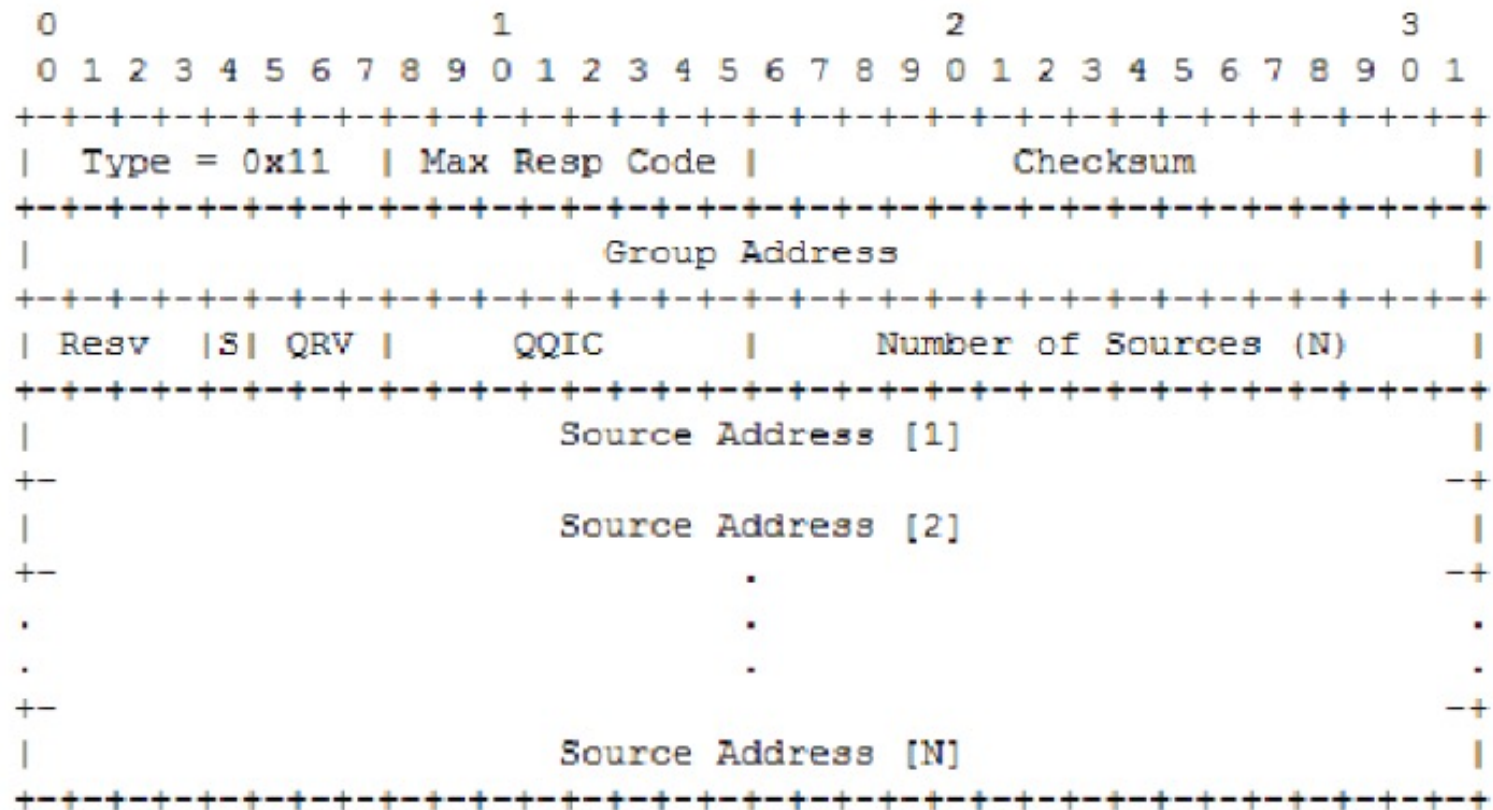 0                   1                   2                   3
0 1 2 3 4 5 6 7 8 9 0 1 2 3 4 5 6 7 8 9 0 1 2 3 4 5 6 7 8 9 0 1
+-+-+-+-+-+-+-+-+-+-+-+-+-+-+-+-+-+-+-+-+-+-+-+-+-+-+-+-+-+-+-+-+
|  Type = 0x11  | Max Resp Code |           Checksum            |
+-+-+-+-+-+-+-+-+-+-+-+-+-+-+-+-+-+-+-+-+-+-+-+-+-+-+-+-+-+-+-+-+
|                         Group Address                         |
+-+-+-+-+-+-+-+-+-+-+-+-+-+-+-+-+-+-+-+-+-+-+-+-+-+-+-+-+-+-+-+-+
| Resv  |S| QRV |     QQIC      |     Number of Sources (N)     |
+-+-+-+-+-+-+-+-+-+-+-+-+-+-+-+-+-+-+-+-+-+-+-+-+-+-+-+-+-+-+-+-+
|                       Source Address [1]                      |
+-                                                             -+
|                       Source Address [2]                      |
+-                              .                              -+
.                               .                               .
.                               .                               .
+-                                                             -+
|                       Source Address [N]                      |
+-+-+-+-+-+-+-+-+-+-+-+-+-+-+-+-+-+-+-+-+-+-+-+-+-+-+-+-+-+-+-+-+